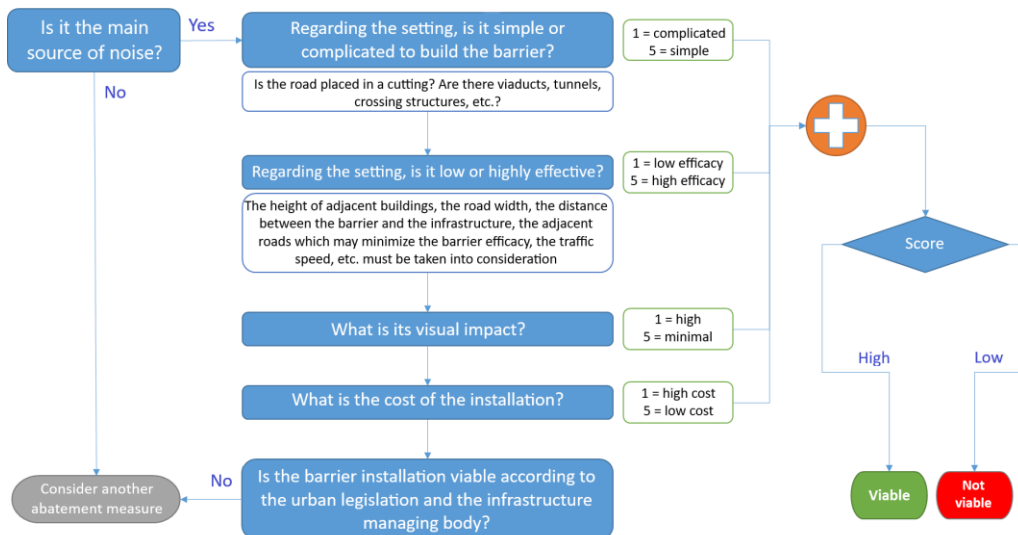 Is it the main
source of noise?
Yes
No
Regarding the setting, is it simple or
complicated to build the barrier?
1 = complicated
5 = simple
Is the road placed in a cutting? Are there viaducts, tunnels,
crossing structures, etc.?
Regarding the setting, is it low or highly effective?
1 = low efficacy
5 = high efficacy
The height of adjacent buildings, the road width, the distance
between the barrier and the infrastructure, the adjacent
roads which may minimize the barrier efficacy, the traffic
speed, etc. must be taken into consideration
What is its visual impact?
1 = high
5 = minimal
What is the cost of the installation?
1 = high cost
5 = low cost
Is the barrier installation viable according to
the urban legislation and the infrastructure
managing body?
No
Consider another
abatement measure
Score
High
Low
Viable
Not
viable